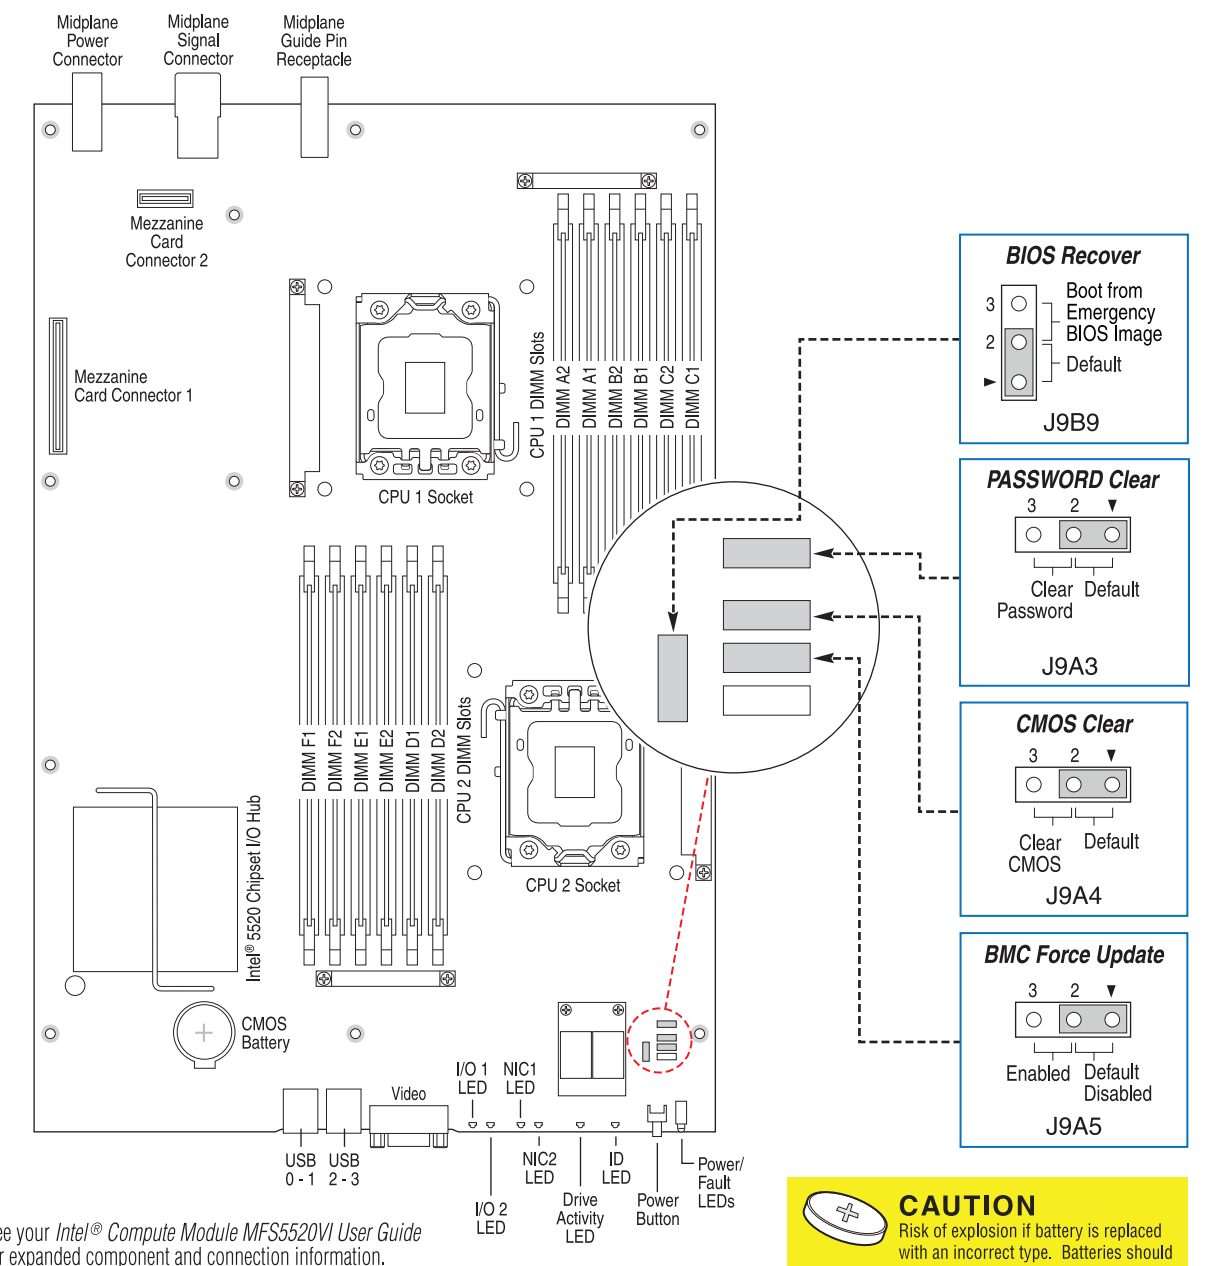 Midplane
Power
Connector
Midplane
Signal
Connector
Midplane
Guide Pin
Receptacle
Mezzanine
Card
Connector 2
Mezzanine
Card Connector 1
CPU 1 Socket
CPU 1 DIMM Slots
DIMM A2
DIMM A1
DIMM B2
DIMM B1
DIMM C2
DIMM C1
BIOS Recover
3
2
Boot from
Emergency
BIOS Image
Default
J9B9
PASSWORD Clear
3 2
Clear
Password
Default
J9A3
CMOS Clear
3 2
Clear
CMOS
Default
J9A4
BMC Force Update
3 2
Enabled
Default
Disabled
J9A5
DIMM F1
DIMM F2
DIMM E1
DIMM E2
DIMM D1
DIMM D2
CPU 2 DIMM Slots
CPU 2 Socket
Intel® 5520 Chipset I/O Hub
CMOS
Battery
USB
0 - 1
USB
2 - 3
Video
I/O 1
LED
I/O 2
LED
NIC1
LED
NIC2
LED
Drive
Activity
LED
ID
LED
Power
Button
Power/
Fault
LEDs
ee your Intel® Compute Module MFS5520VI User Guide
r expanded component and connection information.
CAUTION
Risk of explosion if battery is replaced
with an incorrect type. Batteries should